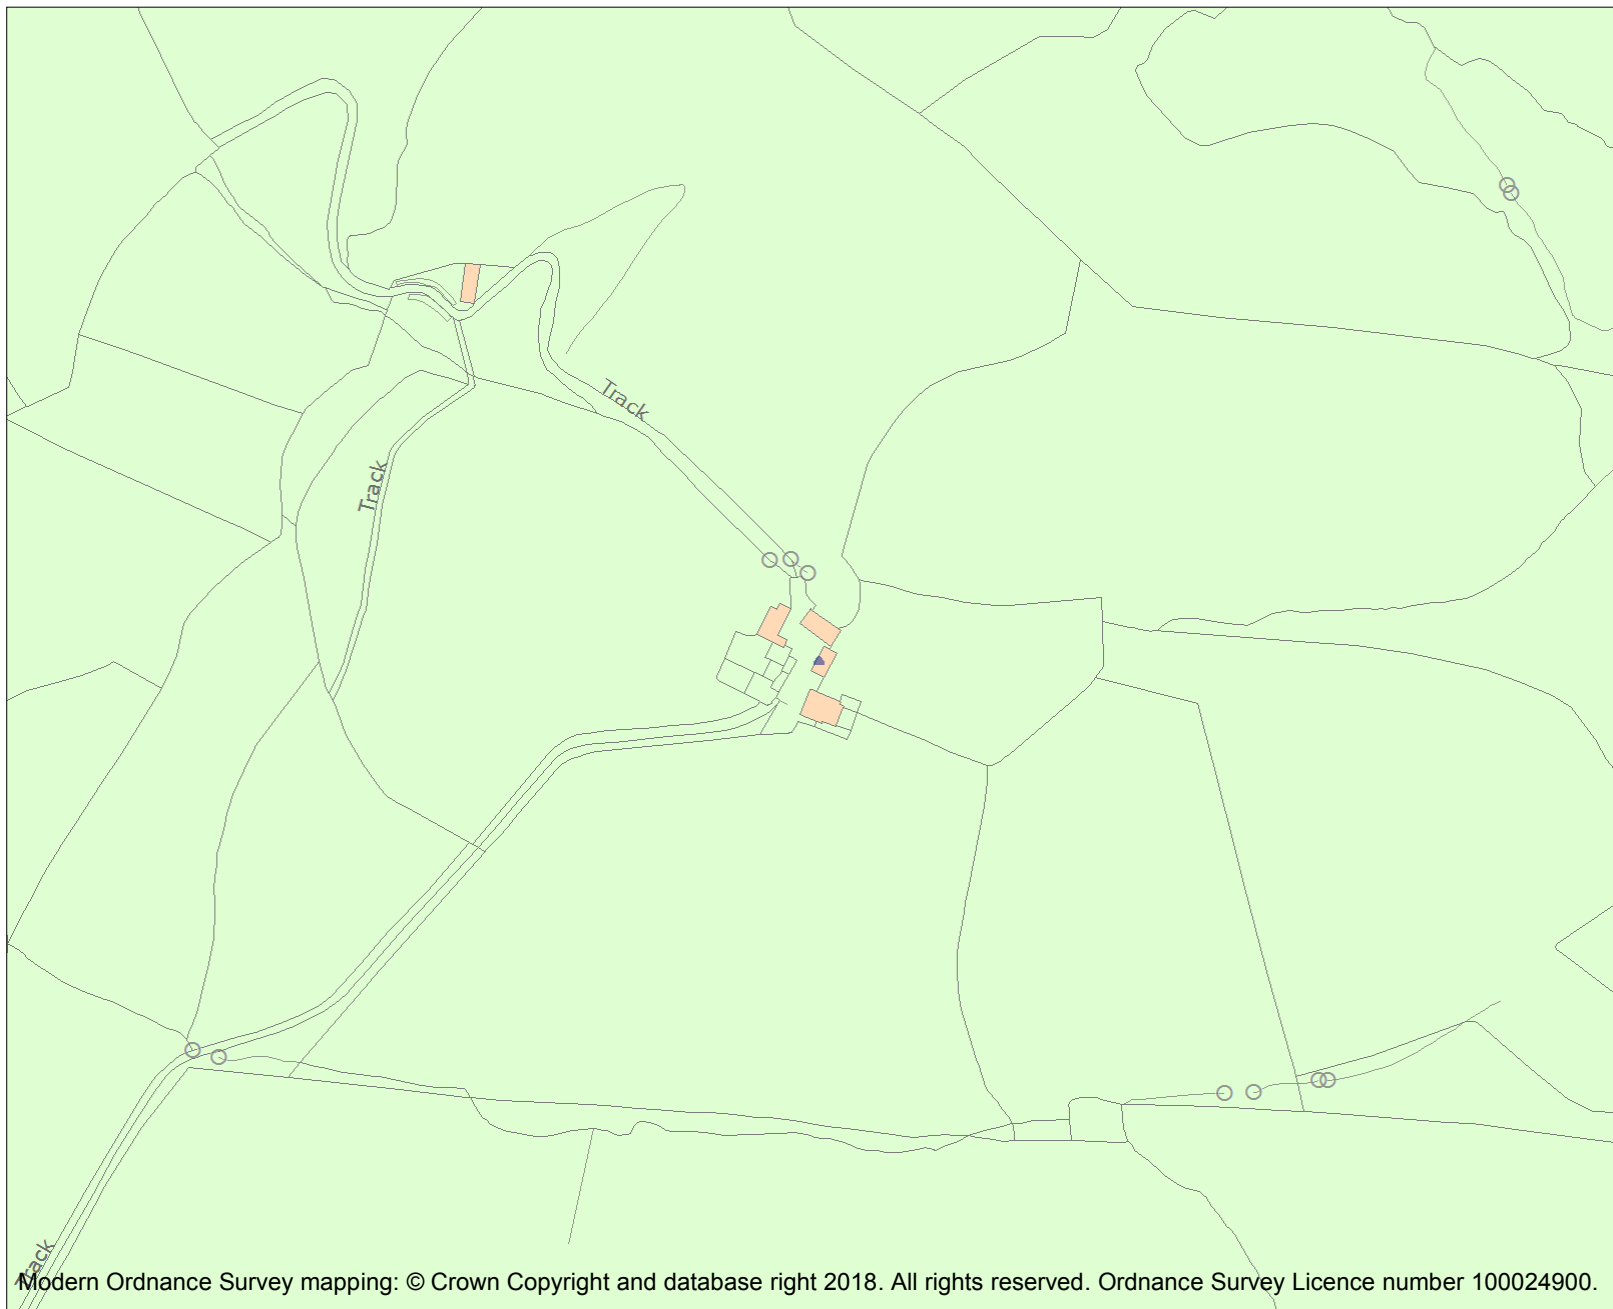 Track
Track
Track
Modern Ordnance Survey mapping: © Crown Copyright and database right 2018. All rights reserved. Ordnance Survey Licence number 100024900.